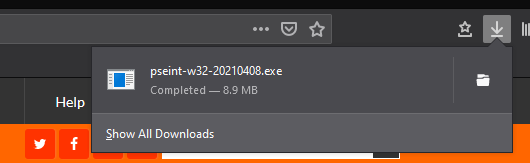 pseint-w32-20210408.exe
Completed — 8.9 MB
Help
Show All Downloads